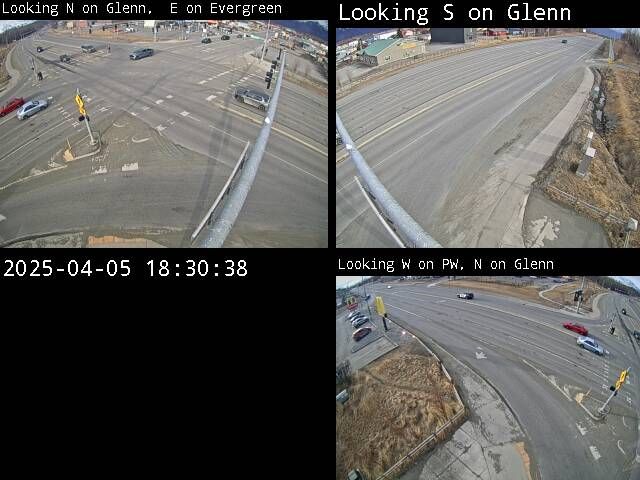 Looking N on Glenn,  E on Evergreen
Looking S on Glenn
2025-04-05 18:30:38
Looking W on PW, N on Glenn